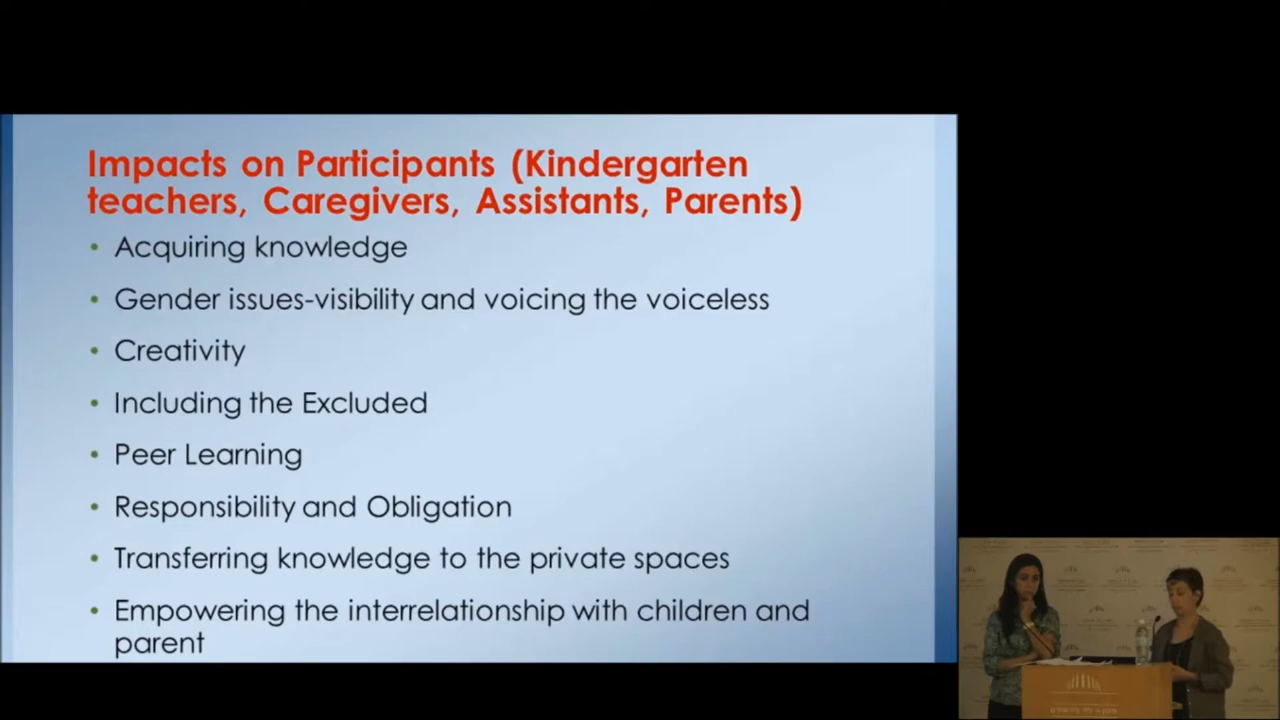 Impacts on Participants (Kindergarten
teachers, Caregivers, Assistants, Parents)
• Acquiring knowledge
• Gender issues-visibility and voicing the voiceless
• Creativity
• Including the Excluded
• Peer Learning
• Responsibility and Obligation
• Transferring knowledge to the private spaces
• Empowering the interrelationship with children and
parent